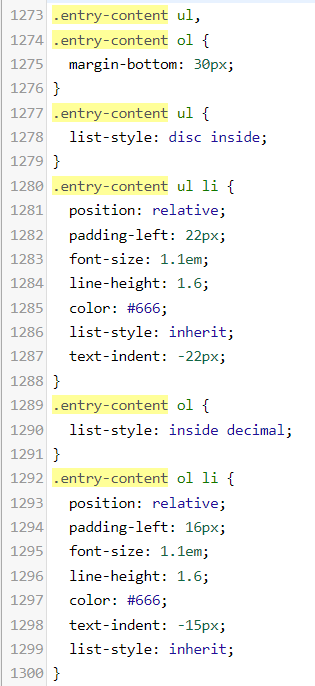 1273 .entry-content ul,
1274 .entry-content ol {
1275   margin-bottom: 30px;
1276 }
1277 .entry-content ul {
1278   list-style: disc inside;
1279 }
1280 .entry-content ul li {
1281   position: relative;
1282   padding-left: 22px;
1283   font-size: 1.1em;
1284   line-height: 1.6;
1285   color: #666;
1286   list-style: inherit;
1287   text-indent: -22px;
1288 }
1289 .entry-content ol {
1290   list-style: inside decimal;
1291 }
1292 .entry-content ol li {
1293   position: relative;
1294   padding-left: 16px;
1295   font-size: 1.1em;
1296   line-height: 1.6;
1297   color: #666;
1298   text-indent: -15px;
1299   list-style: inherit;
1300 }